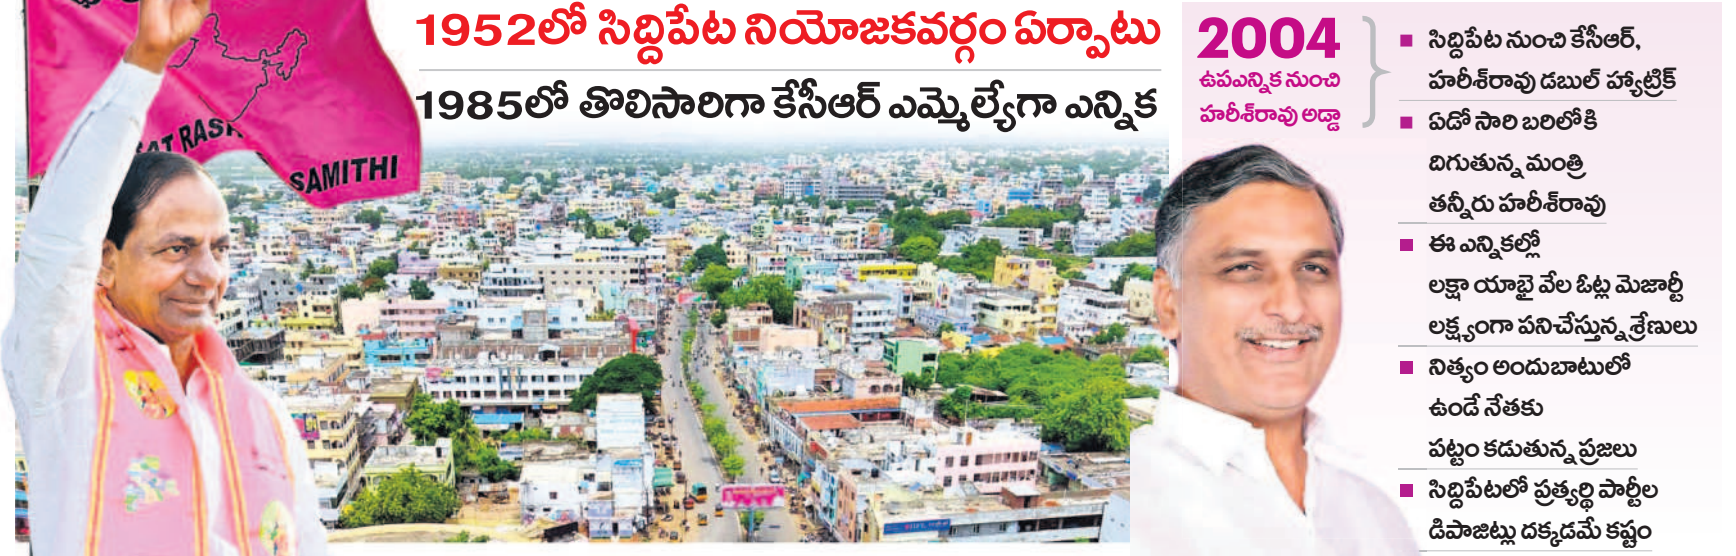 1952లో సిద్దిపేట నియోజకవర్గం ఏర్పాటు
1985లో తొలిసారిగా కేసీఆర్ ఎమ్మెల్యేగా ఎన్నిక
SAMITHI
2004
ఉపఎన్నిక నుంచి
హరీశ్‌రావు అడ్డా
సిద్దిపేట నుంచి కేసీఆర్,
హరీశ్‌రావు డబుల్ హ్యాట్రిక్
ఏడో సారి బరిలోకి
దిగుతున్న మంత్రి
తన్నీరు హరీశ్‌రావు
ఈ ఎన్నికల్లో
లక్షా యాభై వేల ఓట్ల మెజార్టీ
లక్ష్యంగా పనిచేస్తున్న శ్రేణులు
నిత్యం అందుబాటులో
ఉండే నేతకు
పట్టం కడుతున్న ప్రజలు
సిద్దిపేటలో ప్రత్యర్థి పార్టీల
డిపాజిట్లు దక్కడమే కష్టం